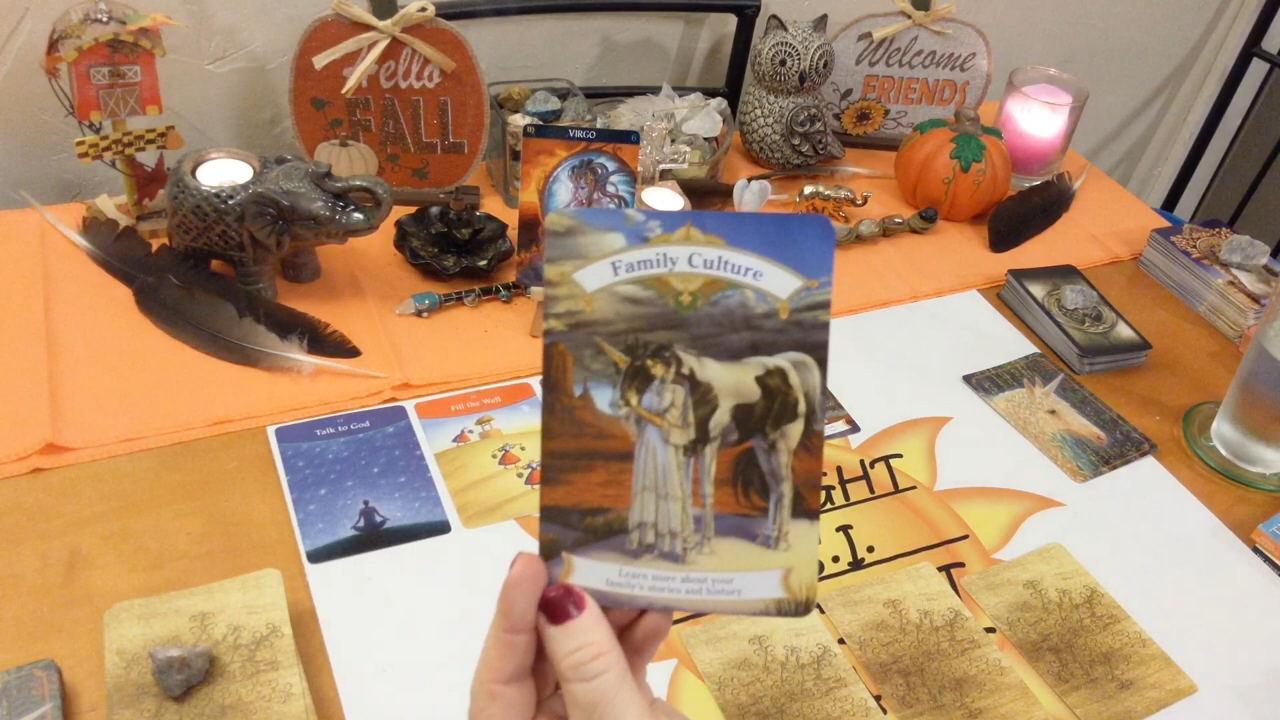 Hello
FALL
Welcome
FRIENDS
VIRGO
Family Culture
Talk to God
Fill the Well
GHT
.I.
T
Learn more about your
family's stories and history.